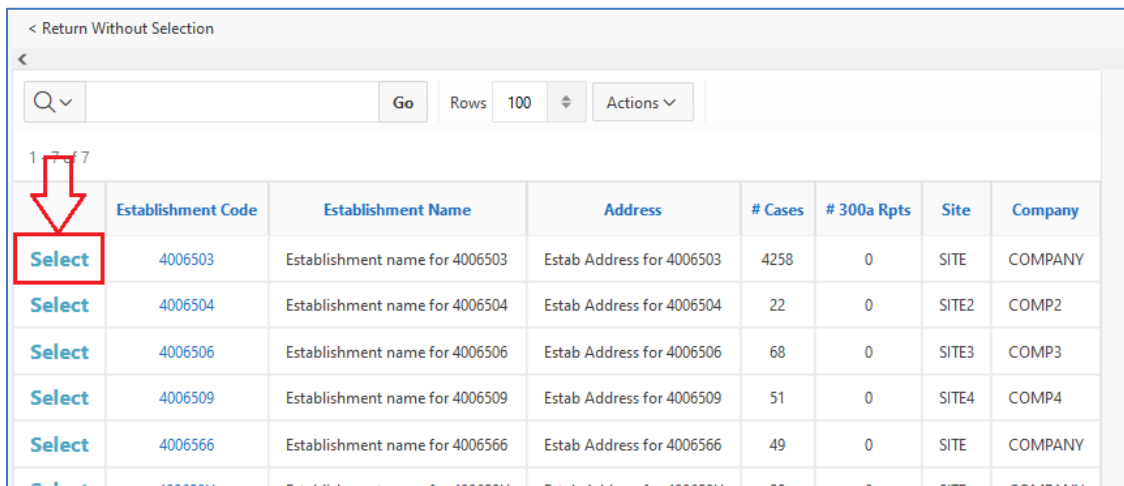 < Return Without Selection
Go Rows 100 Actions
1 - 7 of 7
Establishment Code Establishment Name Address # Cases # 300a Rpts Site Company
Select 4006503 Establishment name for 4006503 Estab Address for 4006503 4258 0 SITE COMPANY
Select 4006504 Establishment name for 4006504 Estab Address for 4006504 22 0 SITE2 COMP2
Select 4006506 Establishment name for 4006506 Estab Address for 4006506 68 0 SITE3 COMP3
Select 4006509 Establishment name for 4006509 Estab Address for 4006509 51 0 SITE4 COMP4
Select 4006566 Establishment name for 4006566 Estab Address for 4006566 49 0 SITE COMPANY